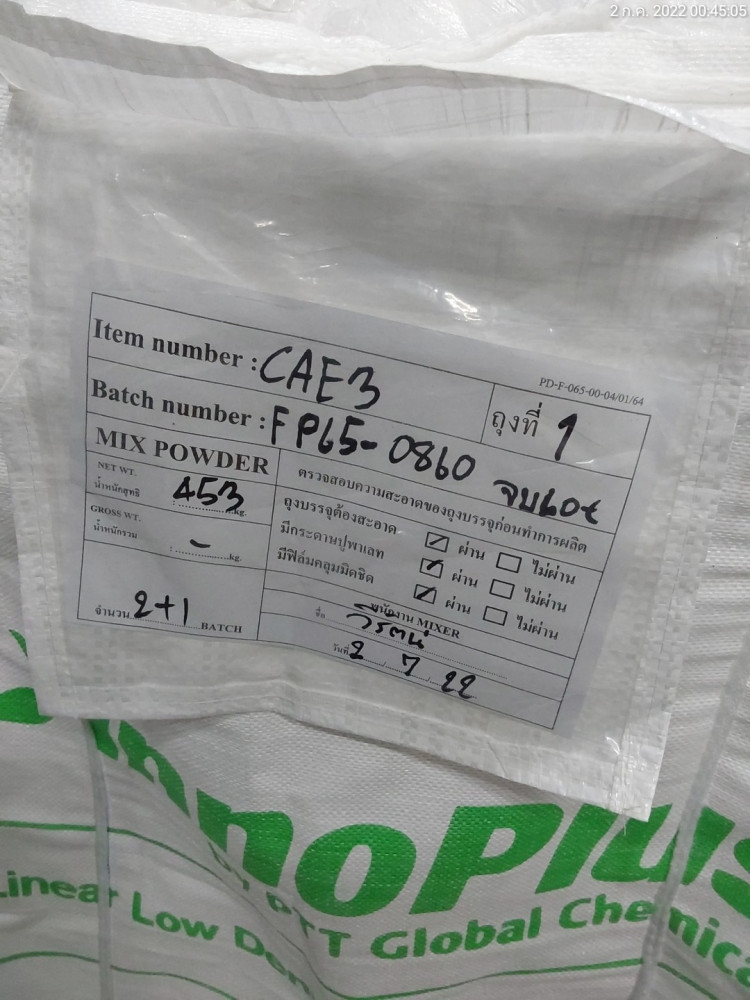 2 ก.ค. 2022 00:45:05
PD-F-065-00-04/01/64
Item number : CAE3
ถุงที่ 1
Batch number : FP65-0860
MIX POWDER
ตรวจสอบความสะอาดของถุงบรรจุก่อนทำการผลิต
NET WT.
น้ำหนักสุทธิ : 453 kg.
GROSS WT.
น้ำหนักรวม : - kg.
จำนวน 2+1 BATCH
ถุงบรรจุต้องสะอาด ☑ ผ่าน ☐ ไม่ผ่าน
มีกระดาษปูพาเลท ☑ ผ่าน ☐ ไม่ผ่าน
มีฟิล์มคลุมมิดชิด ☑ ผ่าน ☐ ไม่ผ่าน
พนักงาน MIXER
ชื่อ วีรตน์
วันที่ 2 / 7 / 22
InnoPlus
by PTT Global Chemica
Linear Low Den